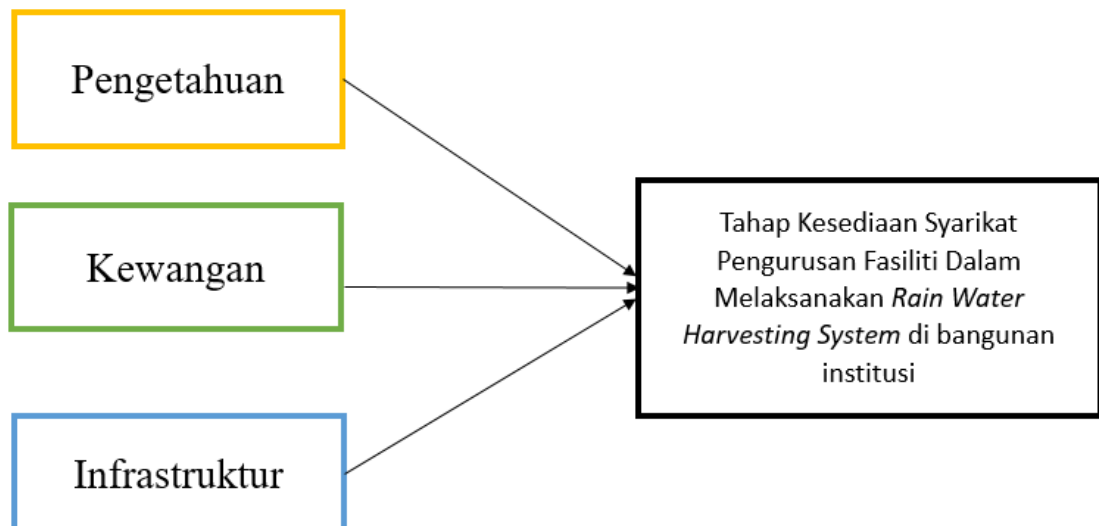 Pengetahuan
Kewangan
Infrastruktur
Tahap Kesediaan Syarikat
Pengurusan Fasiliti Dalam
Melaksanakan Rain Water
Harvesting System di bangunan
institusi